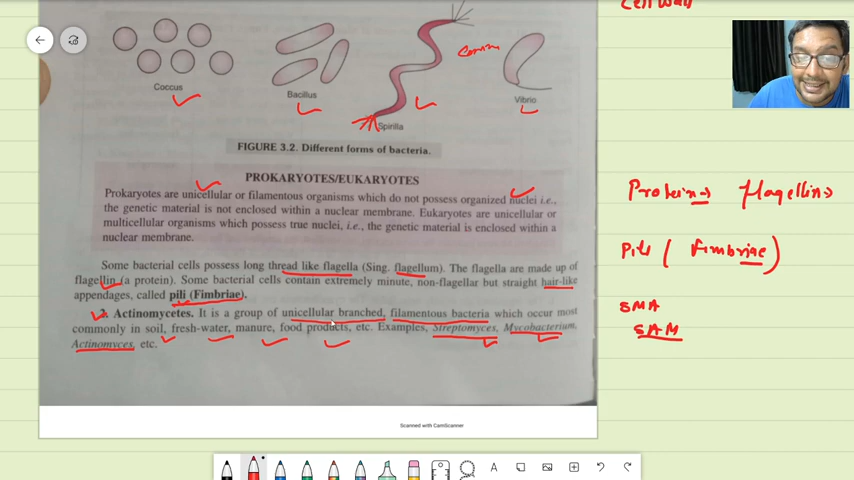 Cell wall
Coccus
Bacillus
Spirilla
Comma
Vibrio
FIGURE 3.2. Different forms of bacteria.
PROKARYOTES/EUKARYOTES
Prokaryotes are unicellular or filamentous organisms which do not possess organized nuclei i.e.,
the genetic material is not enclosed within a nuclear membrane. Eukaryotes are unicellular or
multicellular organisms which possess true nuclei, i.e., the genetic material is enclosed within a
nuclear membrane.
Some bacterial cells possess long thread like flagella (Sing. flagellum). The flagella are made up of
flagellin (a protein). Some bacterial cells contain extremely minute, non-flagellar but straight hair-like
appendages, called pili (Fimbriae).
2. Actinomycetes. It is a group of unicellular branched, filamentous bacteria which occur most
commonly in soil, fresh-water, manure, food products, etc. Examples, Streptomyces, Mycobacterium,
Actinomyces, etc.
Scanned with CamScanner
Protein → flagellin →
Pili ( Fimbriae )
SMA
SAM
A